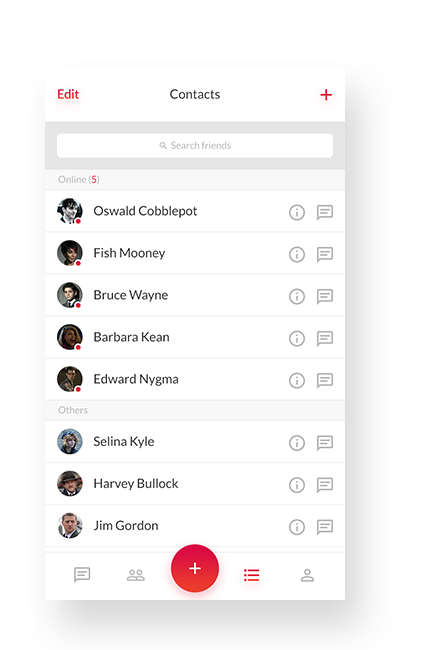 Edit Contacts +
Search friends
Online (5)
Oswald Cobblepot
Fish Mooney
Bruce Wayne
Barbara Kean
Edward Nygma
Others
Selina Kyle
Harvey Bullock
Jim Gordon